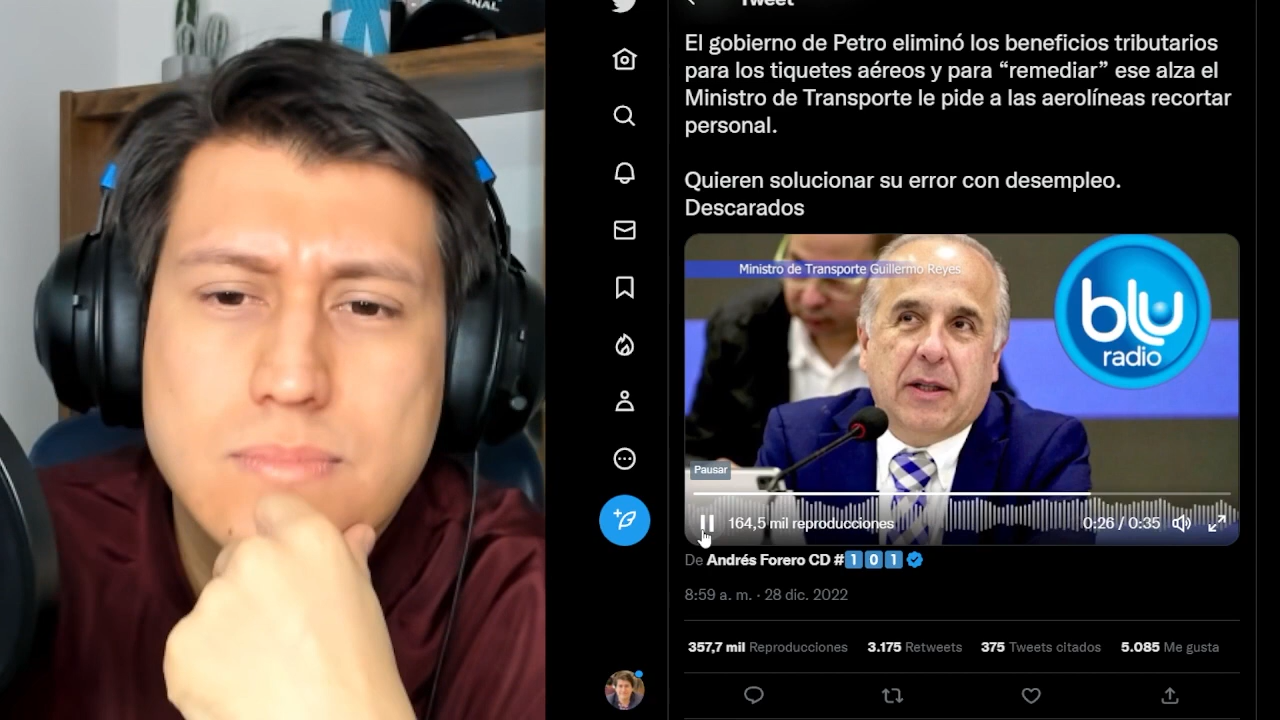 NAL
Tweet
El gobierno de Petro eliminó los beneficios tributarios
para los tiquetes aéreos y para “remediar” ese alza el
Ministro de Transporte le pide a las aerolíneas recortar
personal.
Quieren solucionar su error con desempleo.
Descarados
Ministro de Transporte Guillermo Reyes
blu
radio
Pausar
164,5 mil reproducciones
0:26 / 0:35
De Andrés Forero CD #101
8:59 a. m. · 28 dic. 2022
357,7 mil Reproducciones 3.175 Retweets 375 Tweets citados 5.085 Me gusta